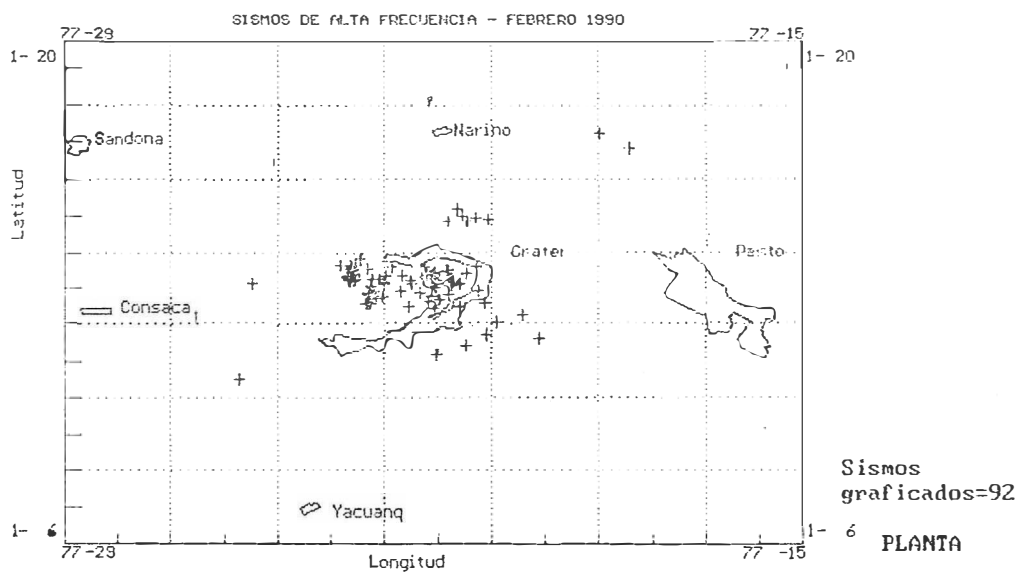 SISMOS DE ALTA FRECUENCIA - FEBRERO 1990
77 -29 77 -15
1- 20 1- 20
Narino
Sandona
Latitud
Crater Pasto
Consaca
Sismos
graficados=92
Yacuanq
1- 6 1- 6
PLANTA
77 -29 77 -15
Longitud